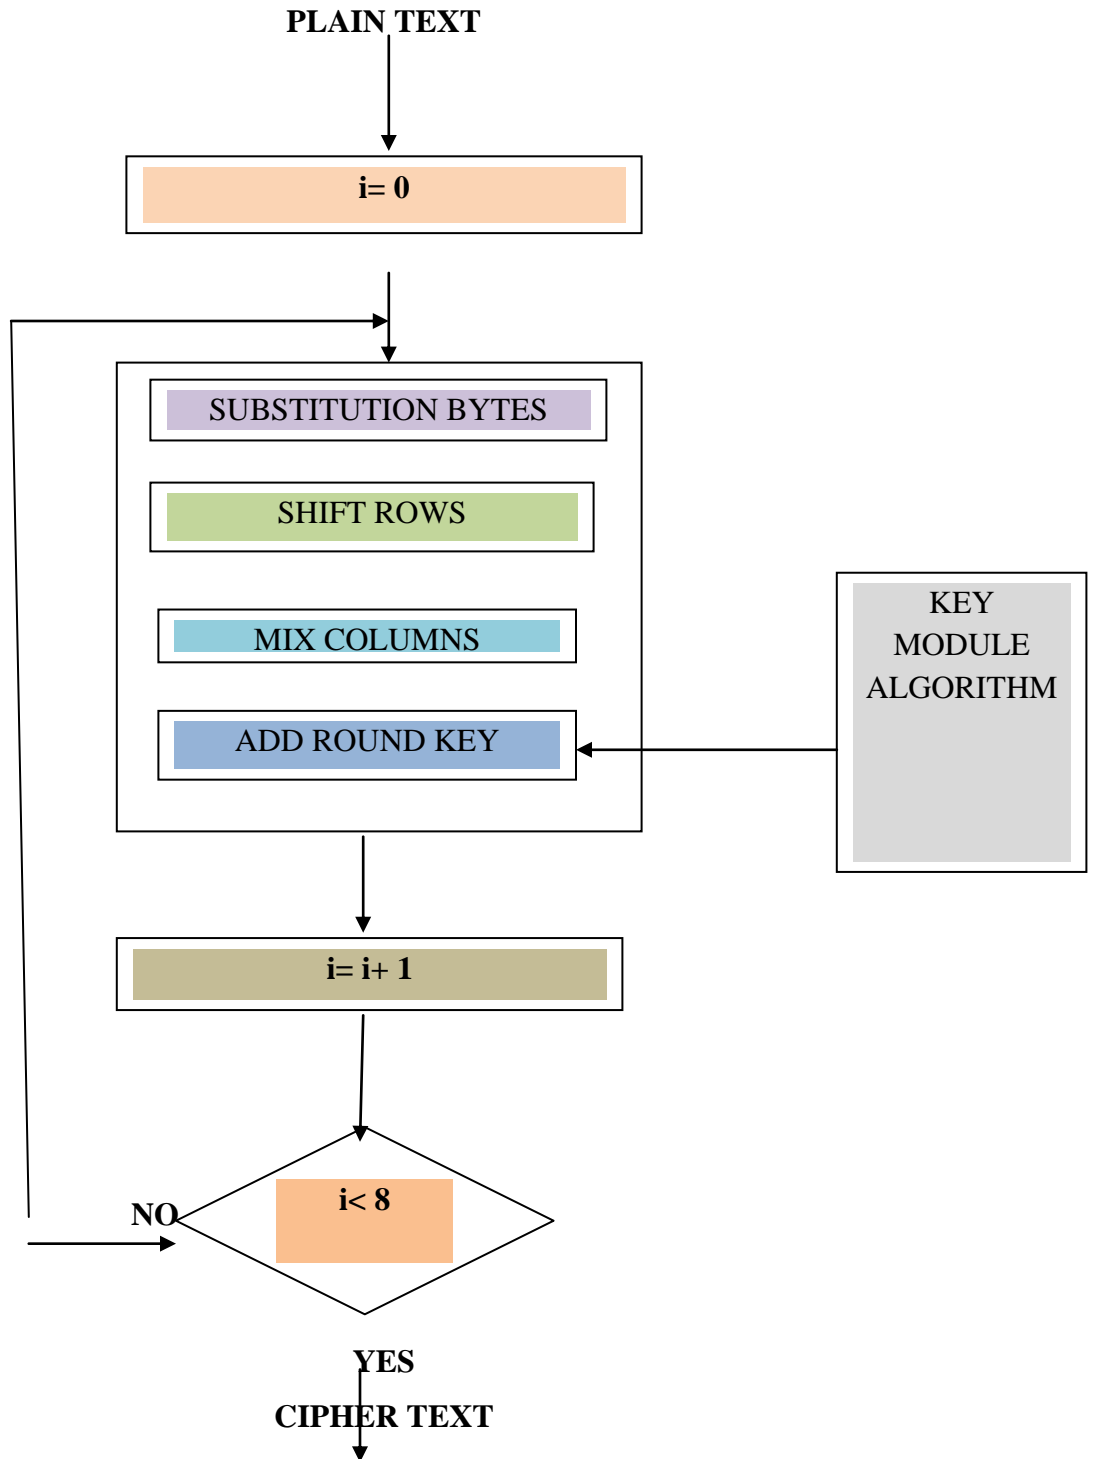 PLAIN TEXT
i= 0
SUBSTITUTION BYTES
SHIFT ROWS
MIX COLUMNS
ADD ROUND KEY
KEY
MODULE
ALGORITHM
i= i+ 1
i< 8
NO
YES
CIPHER TEXT